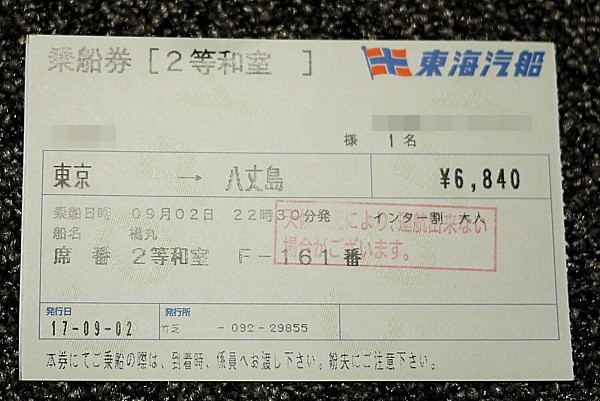 乗船券 [2等和室 ] 東海汽船
様 1名
東京 → 八丈島 ¥6,840
乗船日時 09月02日 22時30分発 インター割 大人
船名 橘丸
席番 2等和室 F-161番
により、運航出来ない
場合がございます。
発行日 発行所
17-09-02 竹芝 -092-29855
本券にてご乗船の際は、到着時、係員へお渡し下さい。紛失にご注意下さい。